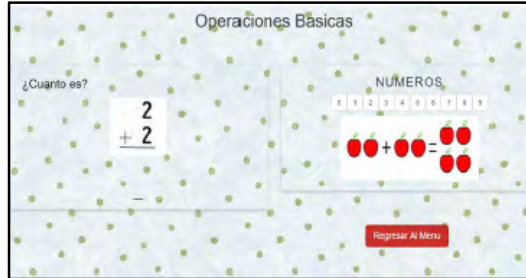 Operaciones Basicas
¿Cuanto es?
2
+ 2
_
NUMEROS
0 1 2 3 4 5 6 7 8 9
+ =
Regresar Al Menu